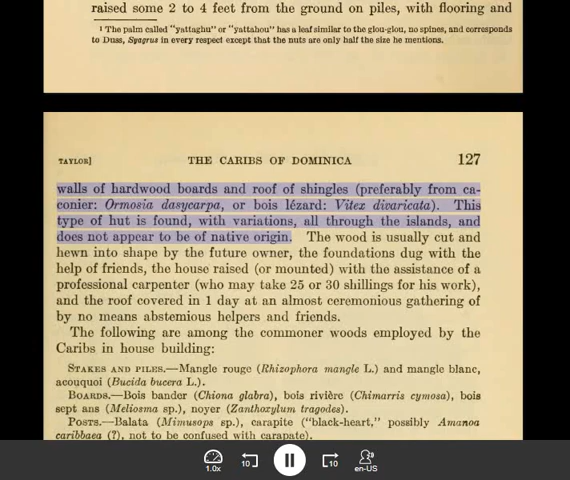 raised some 2 to 4 feet from the ground on piles, with flooring and
¹ The palm called "yattaghu" or "yattahou" has a leaf similar to the glou-glou, no spines, and corresponds
to Duss, Syagrus in every respect except that the nuts are only half the size he mentions.
TAYLOR] THE CARIBS OF DOMINICA 127
walls of hardwood boards and roof of shingles (preferably from ca-
conier: Ormosia dasycarpa, or bois lézard: Vitex divaricata). This
type of hut is found, with variations, all through the islands, and
does not appear to be of native origin. The wood is usually cut and
hewn into shape by the future owner, the foundations dug with the
help of friends, the house raised (or mounted) with the assistance of a
professional carpenter (who may take 25 or 30 shillings for his work),
and the roof covered in 1 day at an almost ceremonious gathering of
by no means abstemious helpers and friends.
The following are among the commoner woods employed by the
Caribs in house building:
STAKES AND PILES.—Mangle rouge (Rhizophora mangle L.) and mangle blanc,
acouquoi (Bucida bucera L.).
BOARDS.—Bois bander (Chiona glabra), bois rivière (Chimarris cymosa), bois
sept ans (Meliosma sp.), noyer (Zanthoxylum tragodes).
POSTS.—Balata (Mimusops sp.), carapite ("black-heart," possibly Amanoa
caribbaea (?), not to be confused with carapate).
1.0x 10 10 en-US